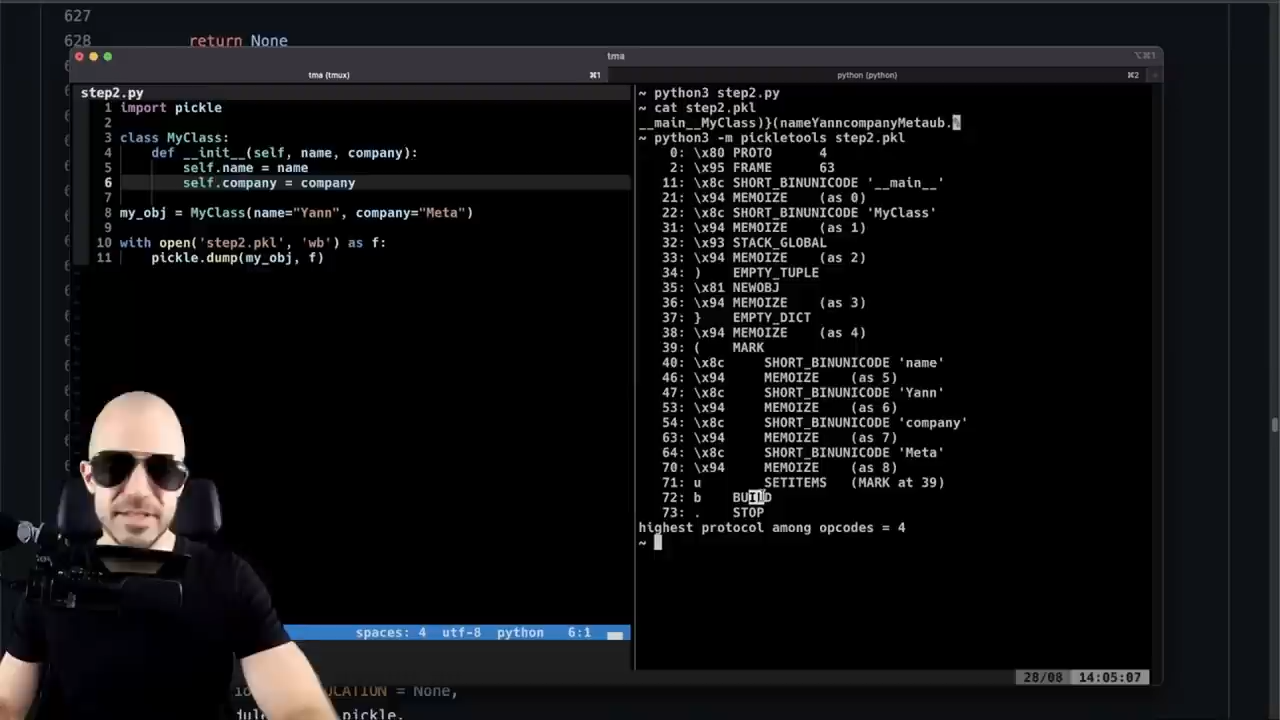 627
628 return None
tma
⌥⌘1
tma (tmux) ⌘1
python (python) ⌘2
step2.py
1 import pickle
2
3 class MyClass:
4 def __init__(self, name, company):
5 self.name = name
6 self.company = company
7
8 my_obj = MyClass(name="Yann", company="Meta")
9
10 with open('step2.pkl', 'wb') as f:
11 pickle.dump(my_obj, f)
spaces: 4 utf-8 python 6:1
~ python3 step2.py
~ cat step2.pkl
__main__MyClass)}(nameYanncompanyMetaub.%
~ python3 -m pickletools step2.pkl
0: \x80 PROTO 4
2: \x95 FRAME 63
11: \x8c SHORT_BINUNICODE '__main__'
21: \x94 MEMOIZE (as 0)
22: \x8c SHORT_BINUNICODE 'MyClass'
31: \x94 MEMOIZE (as 1)
32: \x93 STACK_GLOBAL
33: \x94 MEMOIZE (as 2)
34: ) EMPTY_TUPLE
35: \x81 NEWOBJ
36: \x94 MEMOIZE (as 3)
37: } EMPTY_DICT
38: \x94 MEMOIZE (as 4)
39: ( MARK
40: \x8c SHORT_BINUNICODE 'name'
46: \x94 MEMOIZE (as 5)
47: \x8c SHORT_BINUNICODE 'Yann'
53: \x94 MEMOIZE (as 6)
54: \x8c SHORT_BINUNICODE 'company'
63: \x94 MEMOIZE (as 7)
64: \x8c SHORT_BINUNICODE 'Meta'
70: \x94 MEMOIZE (as 8)
71: u SETITEMS (MARK at 39)
72: b BUILD
73: . STOP
highest protocol among opcodes = 4
~
28/08 14:05:07
= None,
pickle.